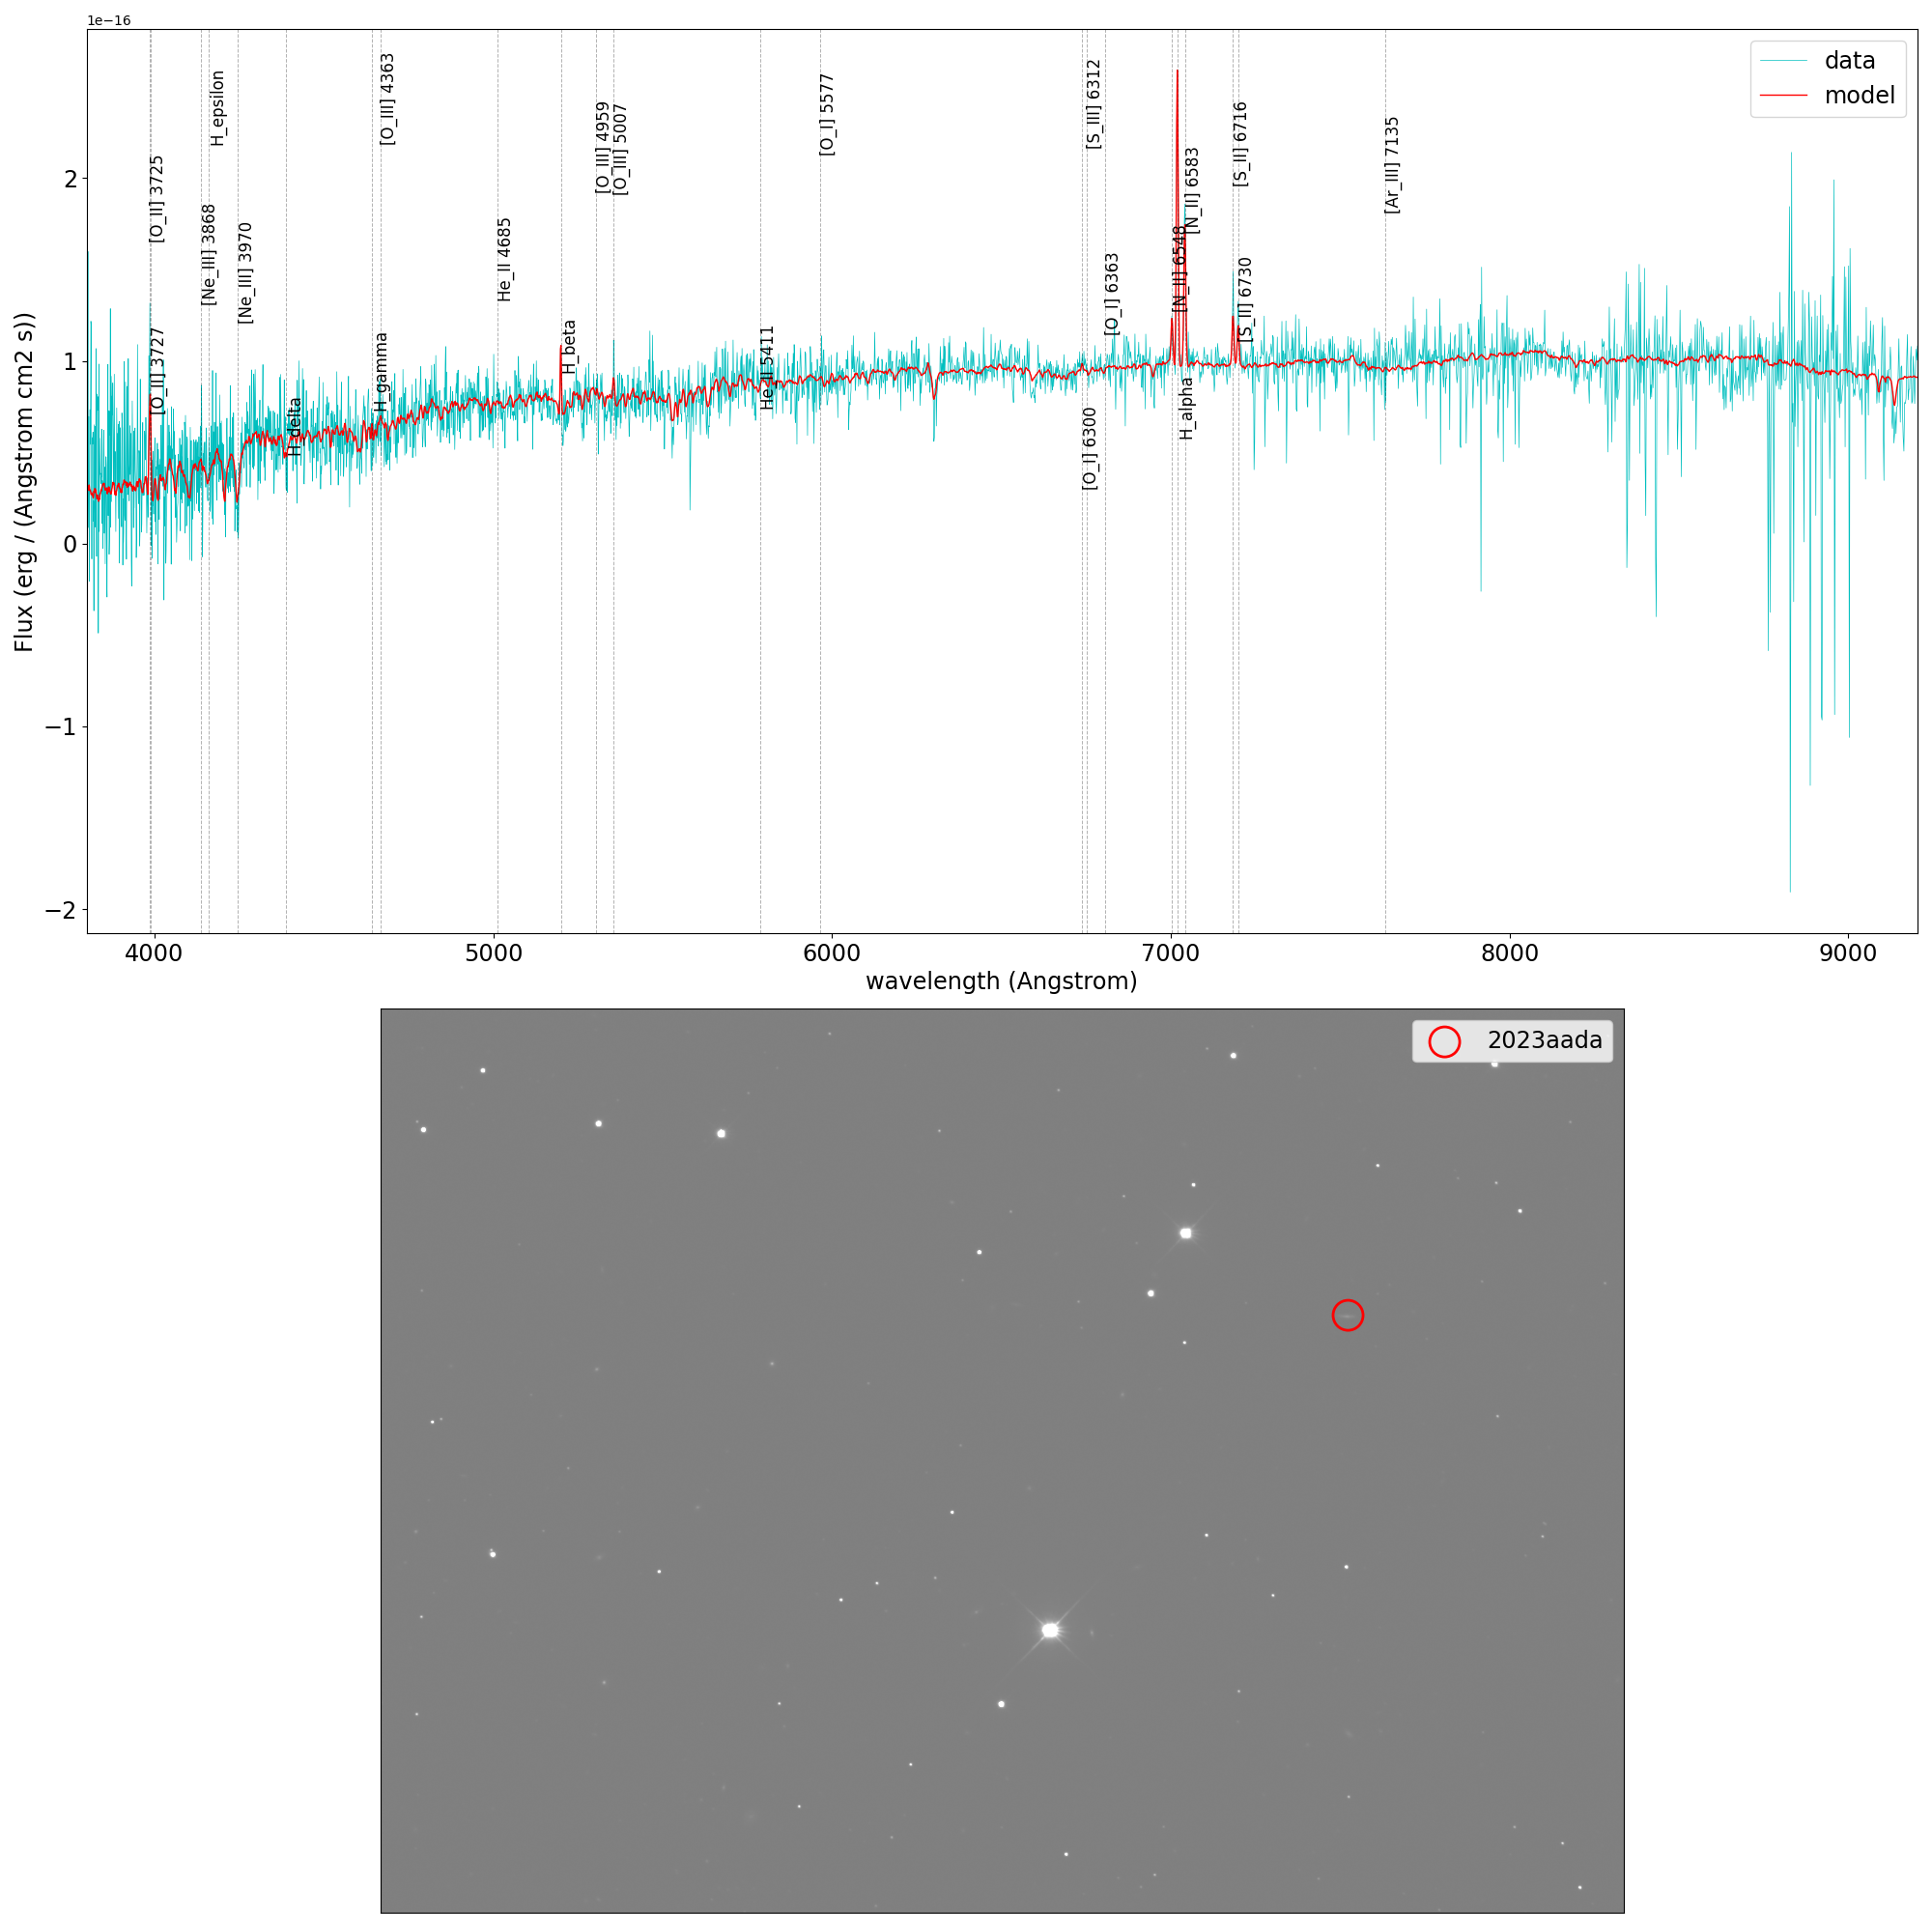 1e−16
data
model
[O_II] 3725
[O_II] 3727
[Ne_III] 3868
H_epsilon
[Ne_III] 3970
H_delta
H_gamma
[O_III] 4363
He_II 4685
H_beta
[O_III] 4959
[O_III] 5007
He_II 5411
[O_I] 5577
[O_I] 6300
[S_III] 6312
[O_I] 6363
[N_II] 6548
H_alpha
[N_II] 6583
[S_II] 6716
[S_II] 6730
[Ar_III] 7135
2
1
0
−1
−2
Flux (erg / (Angstrom cm2 s))
4000 5000 6000 7000 8000 9000
wavelength (Angstrom)
2023aada